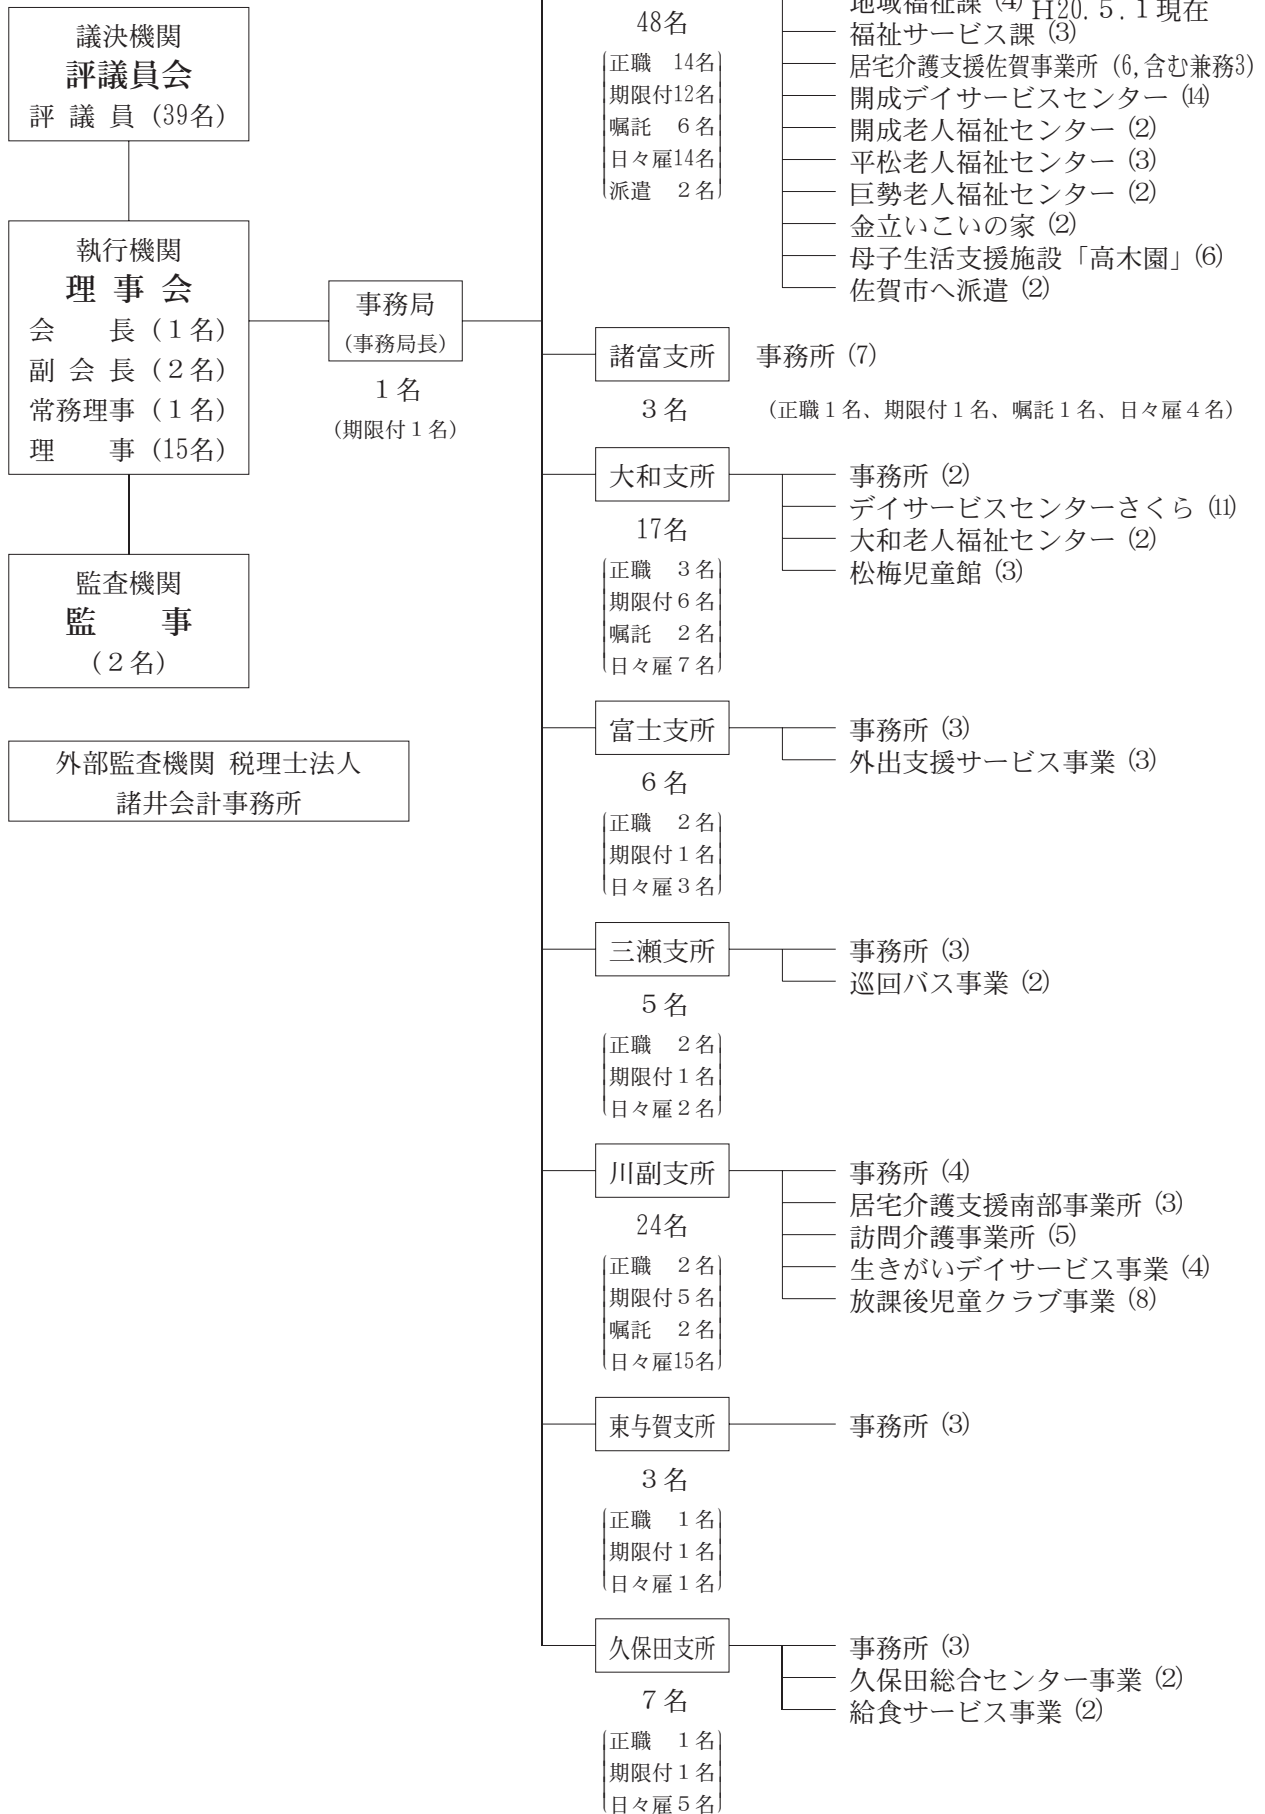 議決機関
評議員会
評議員 (39名)
執行機関
理事会
会　　長 (１名)
副会長 (２名)
常務理事 (１名)
理　　事 (15名)
監査機関
監　　事
(２名)
外部監査機関 税理士法人
諸井会計事務所
事務局
(事務局長)
１名
(期限付１名)
48名
正職　14名
期限付12名
嘱託　６名
日々雇14名
派遣　２名
地域福祉課 (4)
H20.５.１現在
福祉サービス課 (3)
居宅介護支援佐賀事業所 (6,含む兼務3)
開成デイサービスセンター (14)
開成老人福祉センター (2)
平松老人福祉センター (3)
巨勢老人福祉センター (2)
金立いこいの家 (2)
母子生活支援施設「高木園」(6)
佐賀市へ派遣 (2)
諸富支所　事務所 (7)
３名　(正職１名、期限付１名、嘱託１名、日々雇４名)
大和支所
17名
正職　３名
期限付６名
嘱託　２名
日々雇７名
事務所 (2)
デイサービスセンターさくら (11)
大和老人福祉センター (2)
松梅児童館 (3)
富士支所
６名
正職　２名
期限付１名
日々雇３名
事務所 (3)
外出支援サービス事業 (3)
三瀬支所
５名
正職　２名
期限付１名
日々雇２名
事務所 (3)
巡回バス事業 (2)
川副支所
24名
正職　２名
期限付５名
嘱託　２名
日々雇15名
事務所 (4)
居宅介護支援南部事業所 (3)
訪問介護事業所 (5)
生きがいデイサービス事業 (4)
放課後児童クラブ事業 (8)
東与賀支所
３名
正職　１名
期限付１名
日々雇１名
事務所 (3)
久保田支所
７名
正職　１名
期限付１名
日々雇５名
事務所 (3)
久保田総合センター事業 (2)
給食サービス事業 (2)